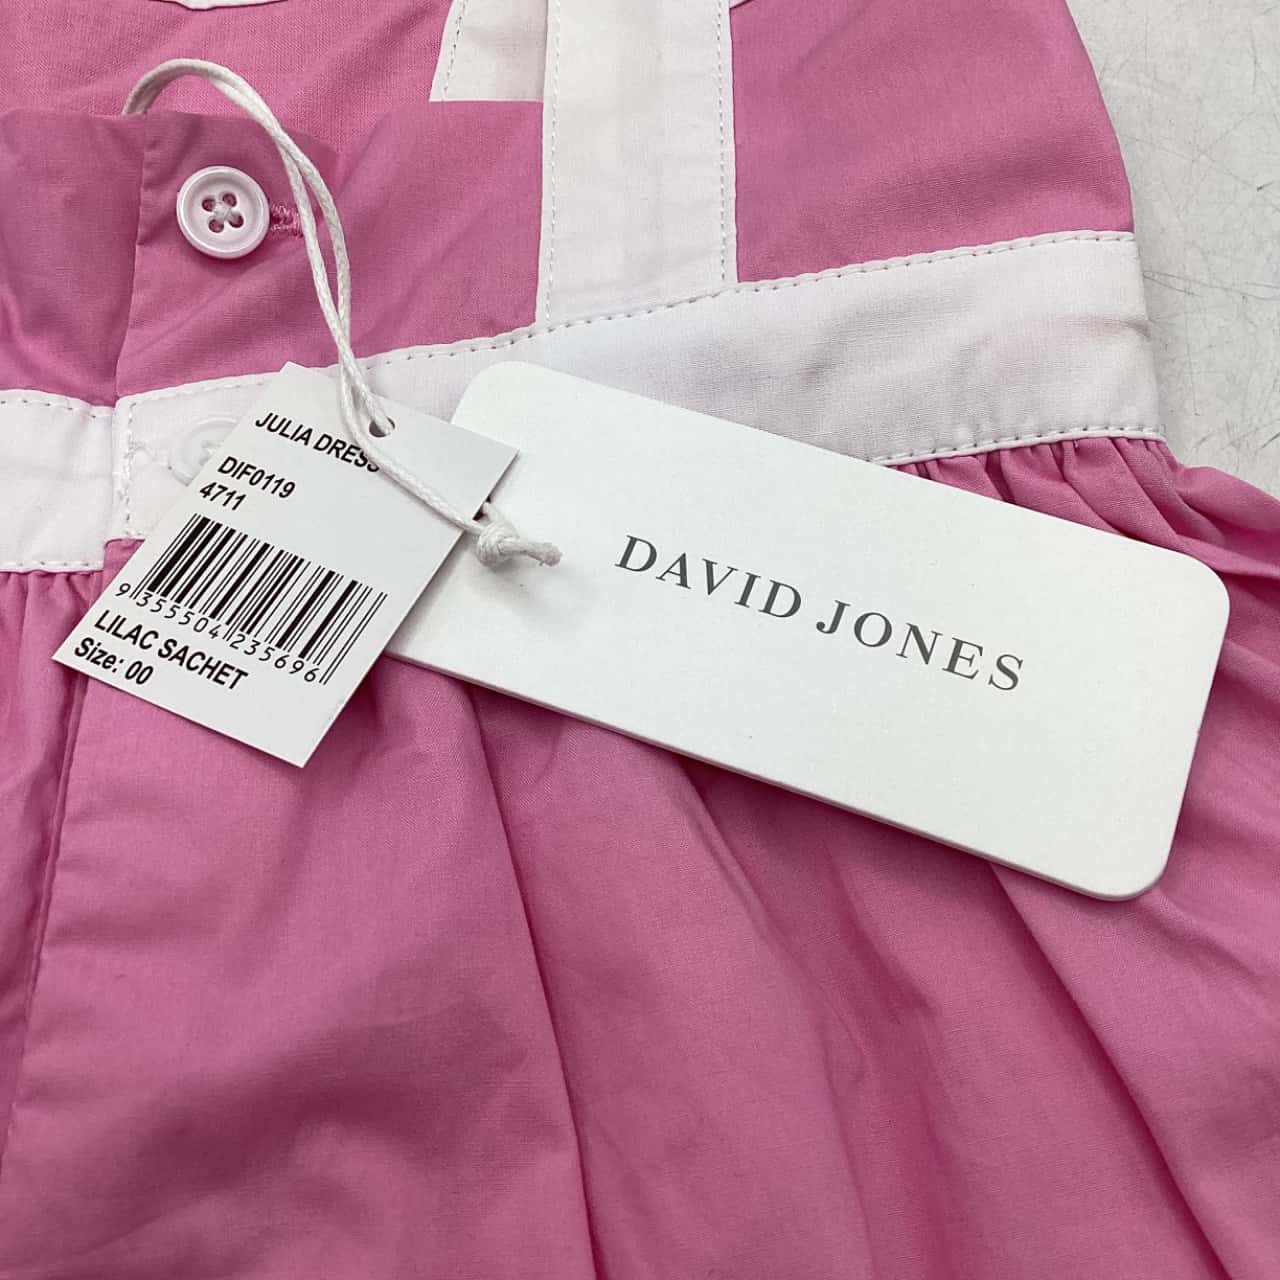 JULIA DRESS
DIF0119
4711
9 355504 235696
LILAC SACHET
Size: 00
DAVID JONES